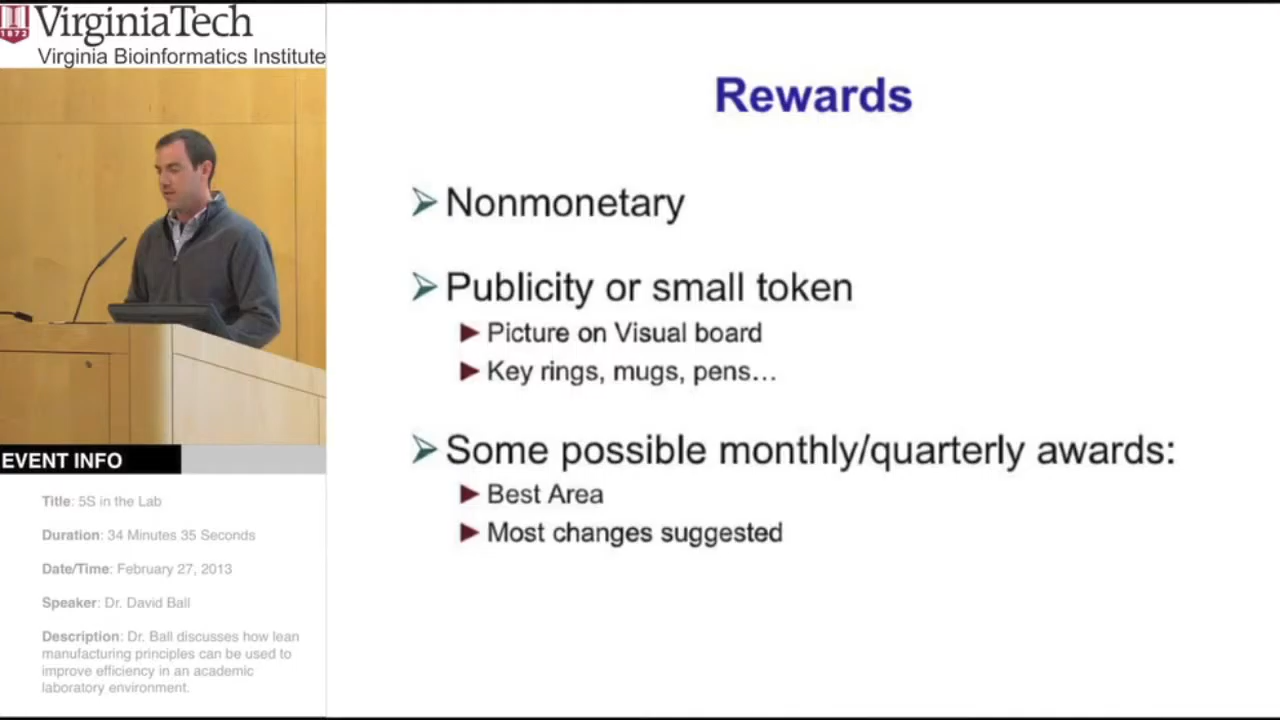 1872
VirginiaTech
Virginia Bioinformatics Institute
EVENT INFO
Title: 5S in the Lab
Duration: 34 Minutes 35 Seconds
Date/Time: February 27, 2013
Speaker: Dr. David Ball
Description: Dr. Ball discusses how lean
manufacturing principles can be used to
improve efficiency in an academic
laboratory environment.
Rewards
Nonmonetary
Publicity or small token
Picture on Visual board
Key rings, mugs, pens…
Some possible monthly/quarterly awards:
Best Area
Most changes suggested